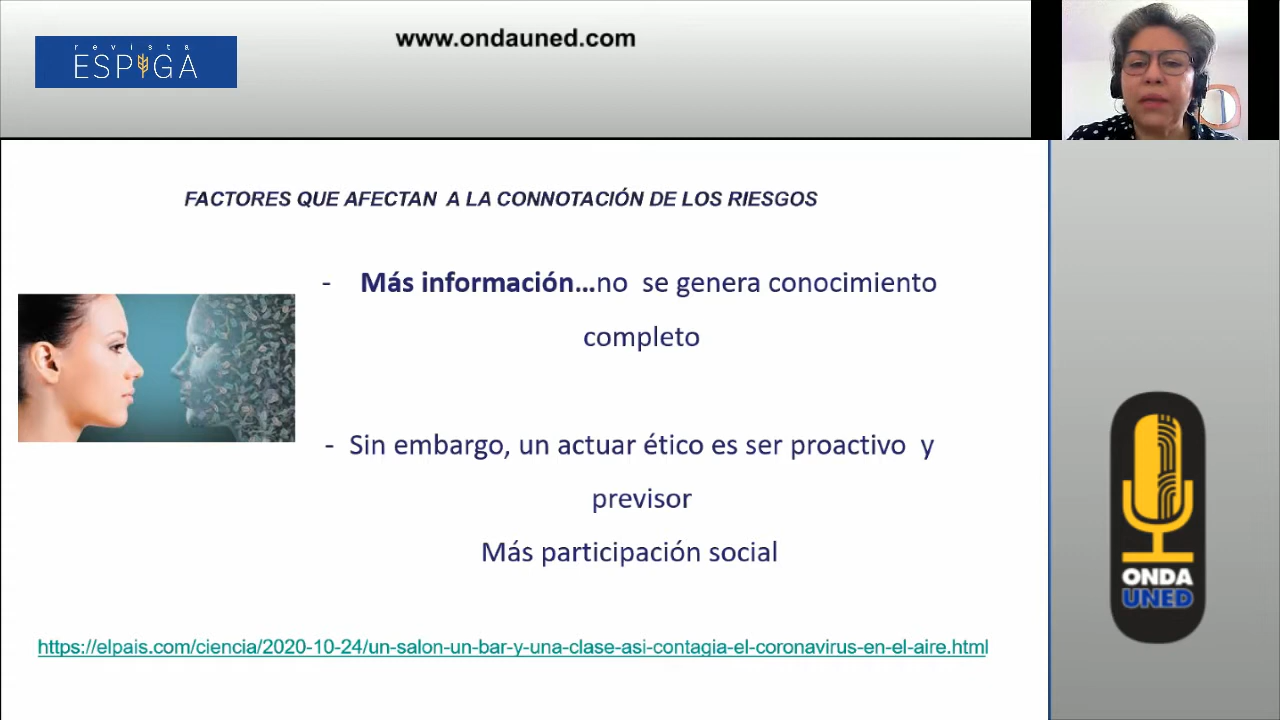 revista
ESPIGA
www.ondauned.com
FACTORES QUE AFECTAN A LA CONNOTACIÓN DE LOS RIESGOS
- Más información...no se genera conocimiento
completo
- Sin embargo, un actuar ético es ser proactivo y
previsor
Más participación social
https://elpais.com/ciencia/2020-10-24/un-salon-un-bar-y-una-clase-asi-contagia-el-coronavirus-en-el-aire.html
ONDA
UNED